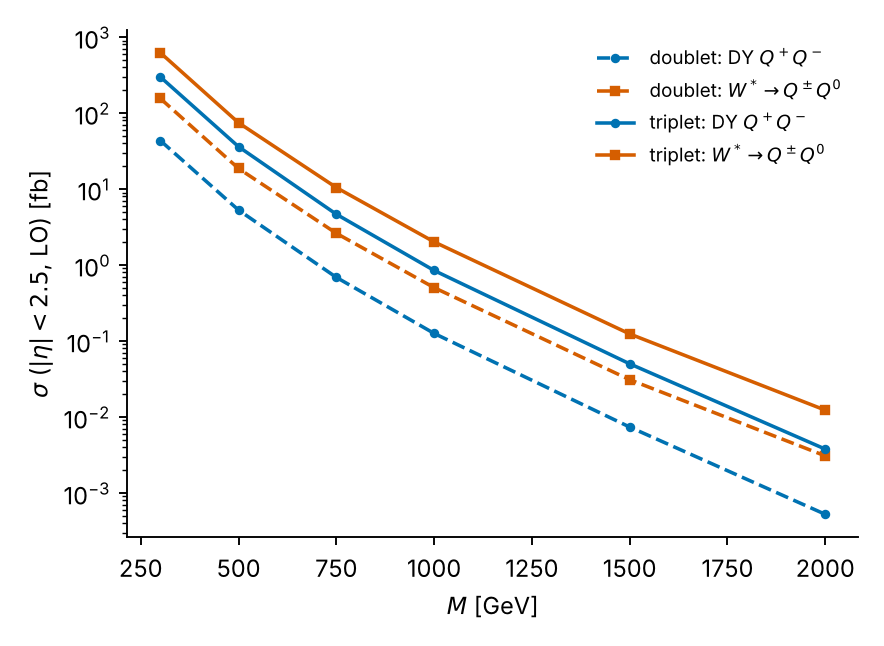 doublet: DY Q⁺Q⁻
doublet: W* → Q±Q⁰
triplet: DY Q⁺Q⁻
triplet: W* → Q±Q⁰
σ (|η| < 2.5, LO) [fb]
10³
10²
10¹
10⁰
10⁻¹
10⁻²
10⁻³
250 500 750 1000 1250 1500 1750 2000
M [GeV]